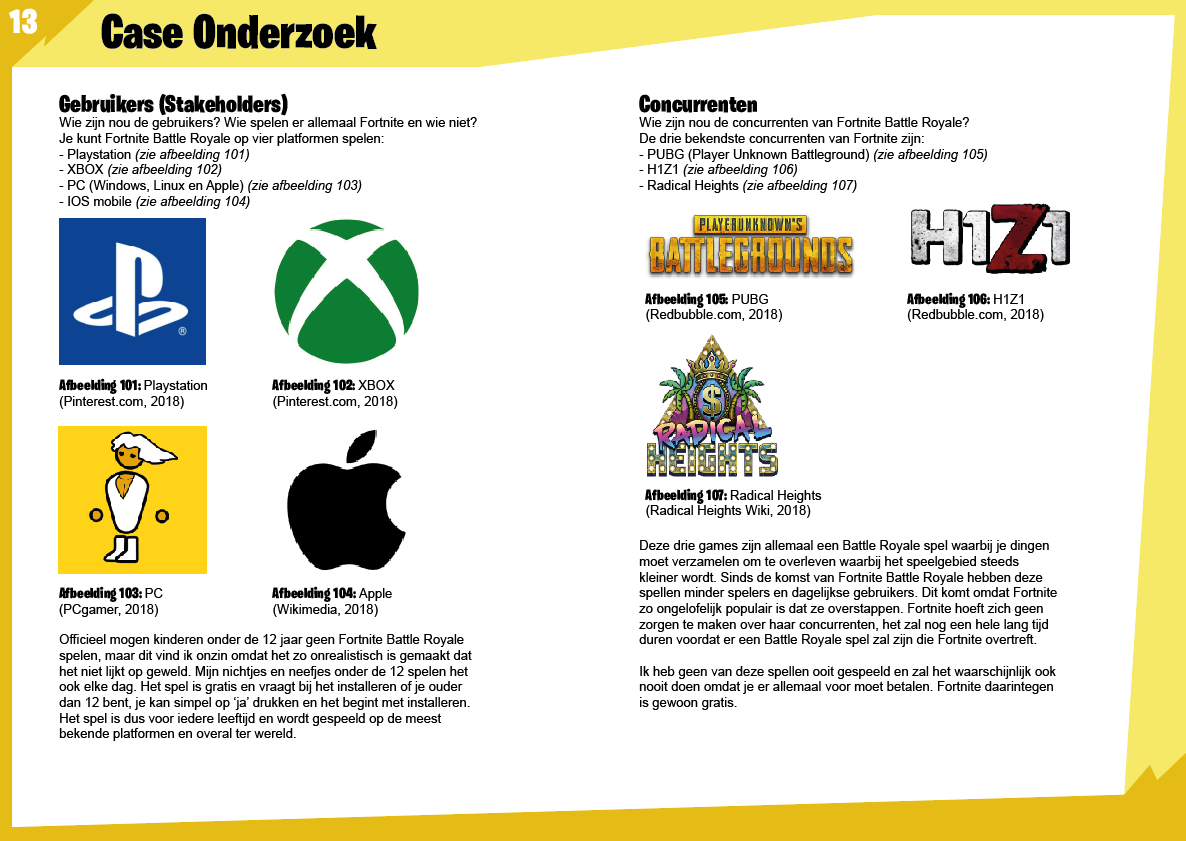 13
Case Onderzoek
Gebruikers (Stakeholders)
Wie zijn nou de gebruikers? Wie spelen er allemaal Fortnite en wie niet?
Je kunt Fortnite Battle Royale op vier platformen spelen:
- Playstation (zie afbeelding 101)
- XBOX (zie afbeelding 102)
- PC (Windows, Linux en Apple) (zie afbeelding 103)
- IOS mobile (zie afbeelding 104)
®
Afbeelding 101: Playstation
(Pinterest.com, 2018)
Afbeelding 102: XBOX
(Pinterest.com, 2018)
Afbeelding 103: PC
(PCgamer, 2018)
Afbeelding 104: Apple
(Wikimedia, 2018)
Officieel mogen kinderen onder de 12 jaar geen Fortnite Battle Royale
spelen, maar dit vind ik onzin omdat het zo onrealistisch is gemaakt dat
het niet lijkt op geweld. Mijn nichtjes en neefjes onder de 12 spelen het
ook elke dag. Het spel is gratis en vraagt bij het installeren of je ouder
dan 12 bent, je kan simpel op ‘ja’ drukken en het begint met installeren.
Het spel is dus voor iedere leeftijd en wordt gespeeld op de meest
bekende platformen en overal ter wereld.
Concurrenten
Wie zijn nou de concurrenten van Fortnite Battle Royale?
De drie bekendste concurrenten van Fortnite zijn:
- PUBG (Player Unknown Battleground) (zie afbeelding 105)
- H1Z1 (zie afbeelding 106)
- Radical Heights (zie afbeelding 107)
PLAYERUNKNOWN'S
BATTLEGROUNDS
H1Z1
Afbeelding 105: PUBG
(Redbubble.com, 2018)
Afbeelding 106: H1Z1
(Redbubble.com, 2018)
$
RADICAL
HEIGHTS
Afbeelding 107: Radical Heights
(Radical Heights Wiki, 2018)
Deze drie games zijn allemaal een Battle Royale spel waarbij je dingen
moet verzamelen om te overleven waarbij het speelgebied steeds
kleiner wordt. Sinds de komst van Fortnite Battle Royale hebben deze
spellen minder spelers en dagelijkse gebruikers. Dit komt omdat Fortnite
zo ongelofelijk populair is dat ze overstappen. Fortnite hoeft zich geen
zorgen te maken over haar concurrenten, het zal nog een hele lang tijd
duren voordat er een Battle Royale spel zal zijn die Fortnite overtreft.
Ik heb geen van deze spellen ooit gespeeld en zal het waarschijnlijk ook
nooit doen omdat je er allemaal voor moet betalen. Fortnite daarintegen
is gewoon gratis.